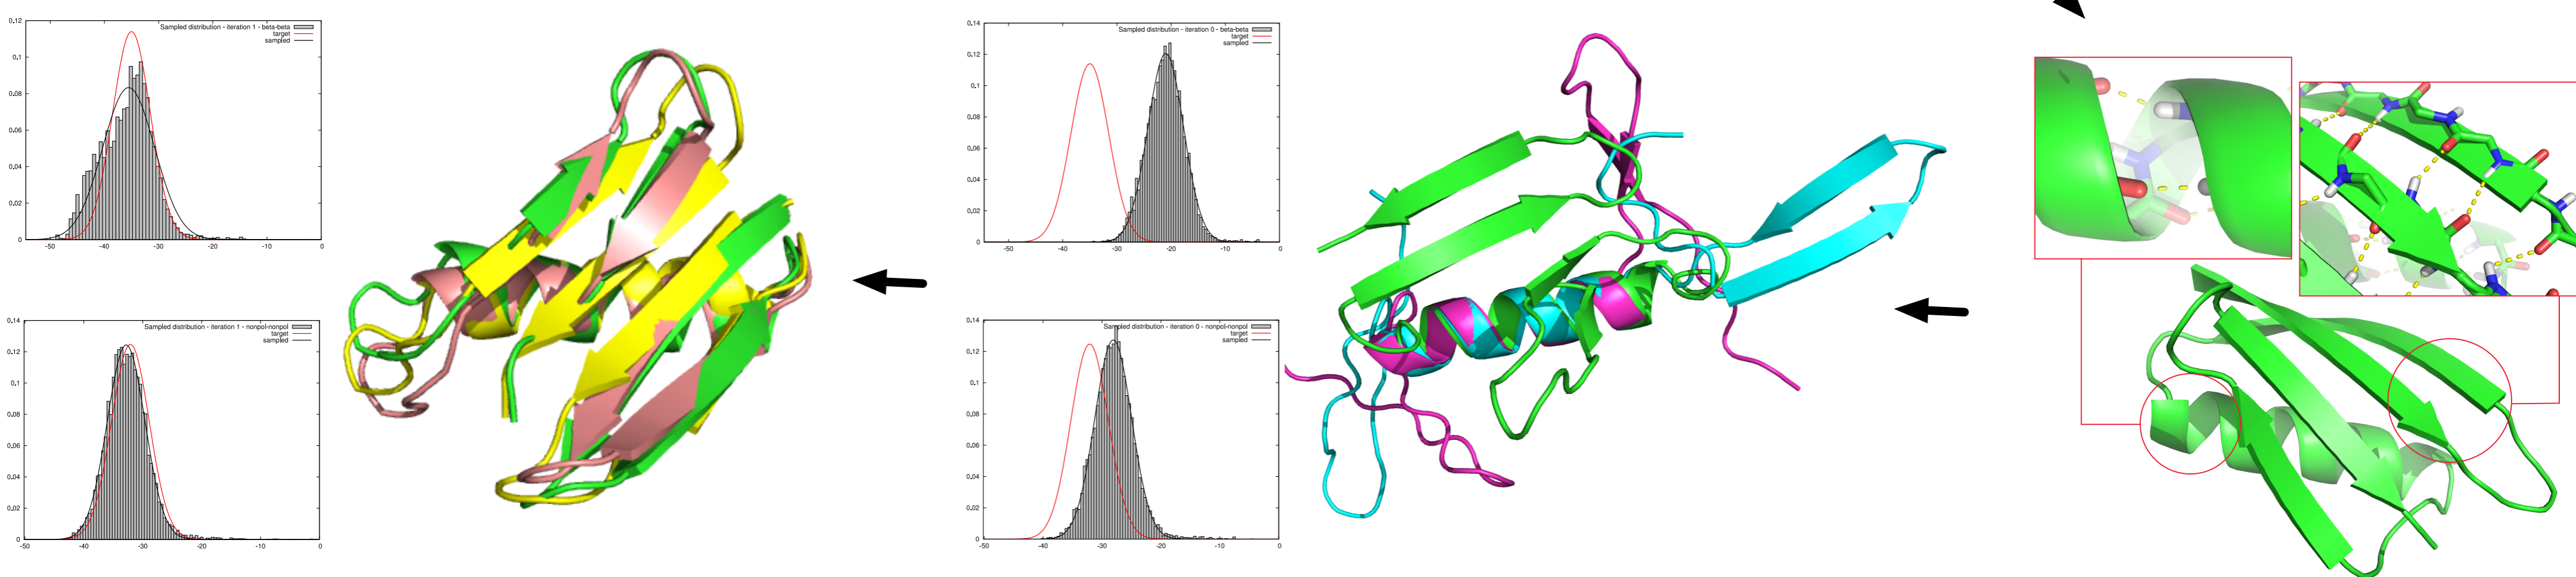 Sampled distribution - iteration 1 - beta-beta
target
sampled
0.12
0.1
0.08
0.06
0.04
0.02
0
-50 -40 -30 -20 -10 0
Sampled distribution - iteration 1 - nonpol-nonpol
target
sampled
0.14
0.12
0.1
0.08
0.06
0.04
0.02
0
-50 -40 -30 -20 -10 0
Sampled distribution - iteration 0 - beta-beta
target
sampled
0.14
0.12
0.1
0.08
0.06
0.04
0.02
0
-50 -40 -30 -20 -10 0
Sampled distribution - iteration 0 - nonpol-nonpol
target
sampled
0.14
0.12
0.1
0.08
0.06
0.04
0.02
0
-50 -40 -30 -20 -10 0